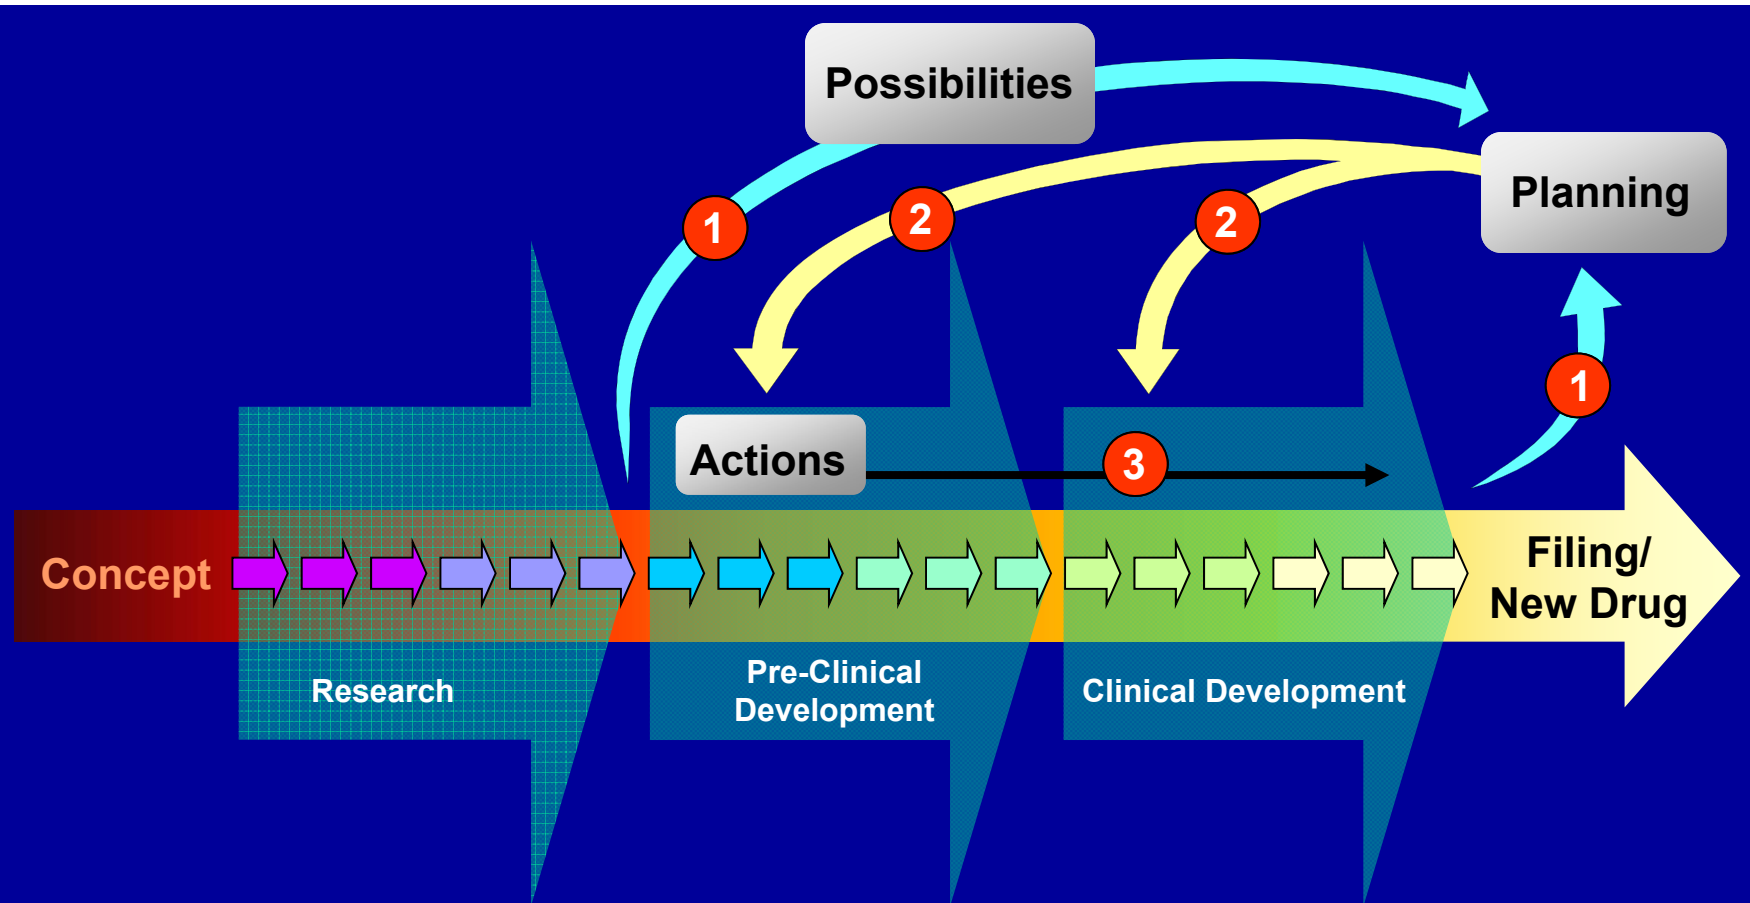 Possibilities
Planning
1
2
2
1
Actions
3
Concept
Filing/
New Drug
Research
Pre-Clinical
Development
Clinical Development